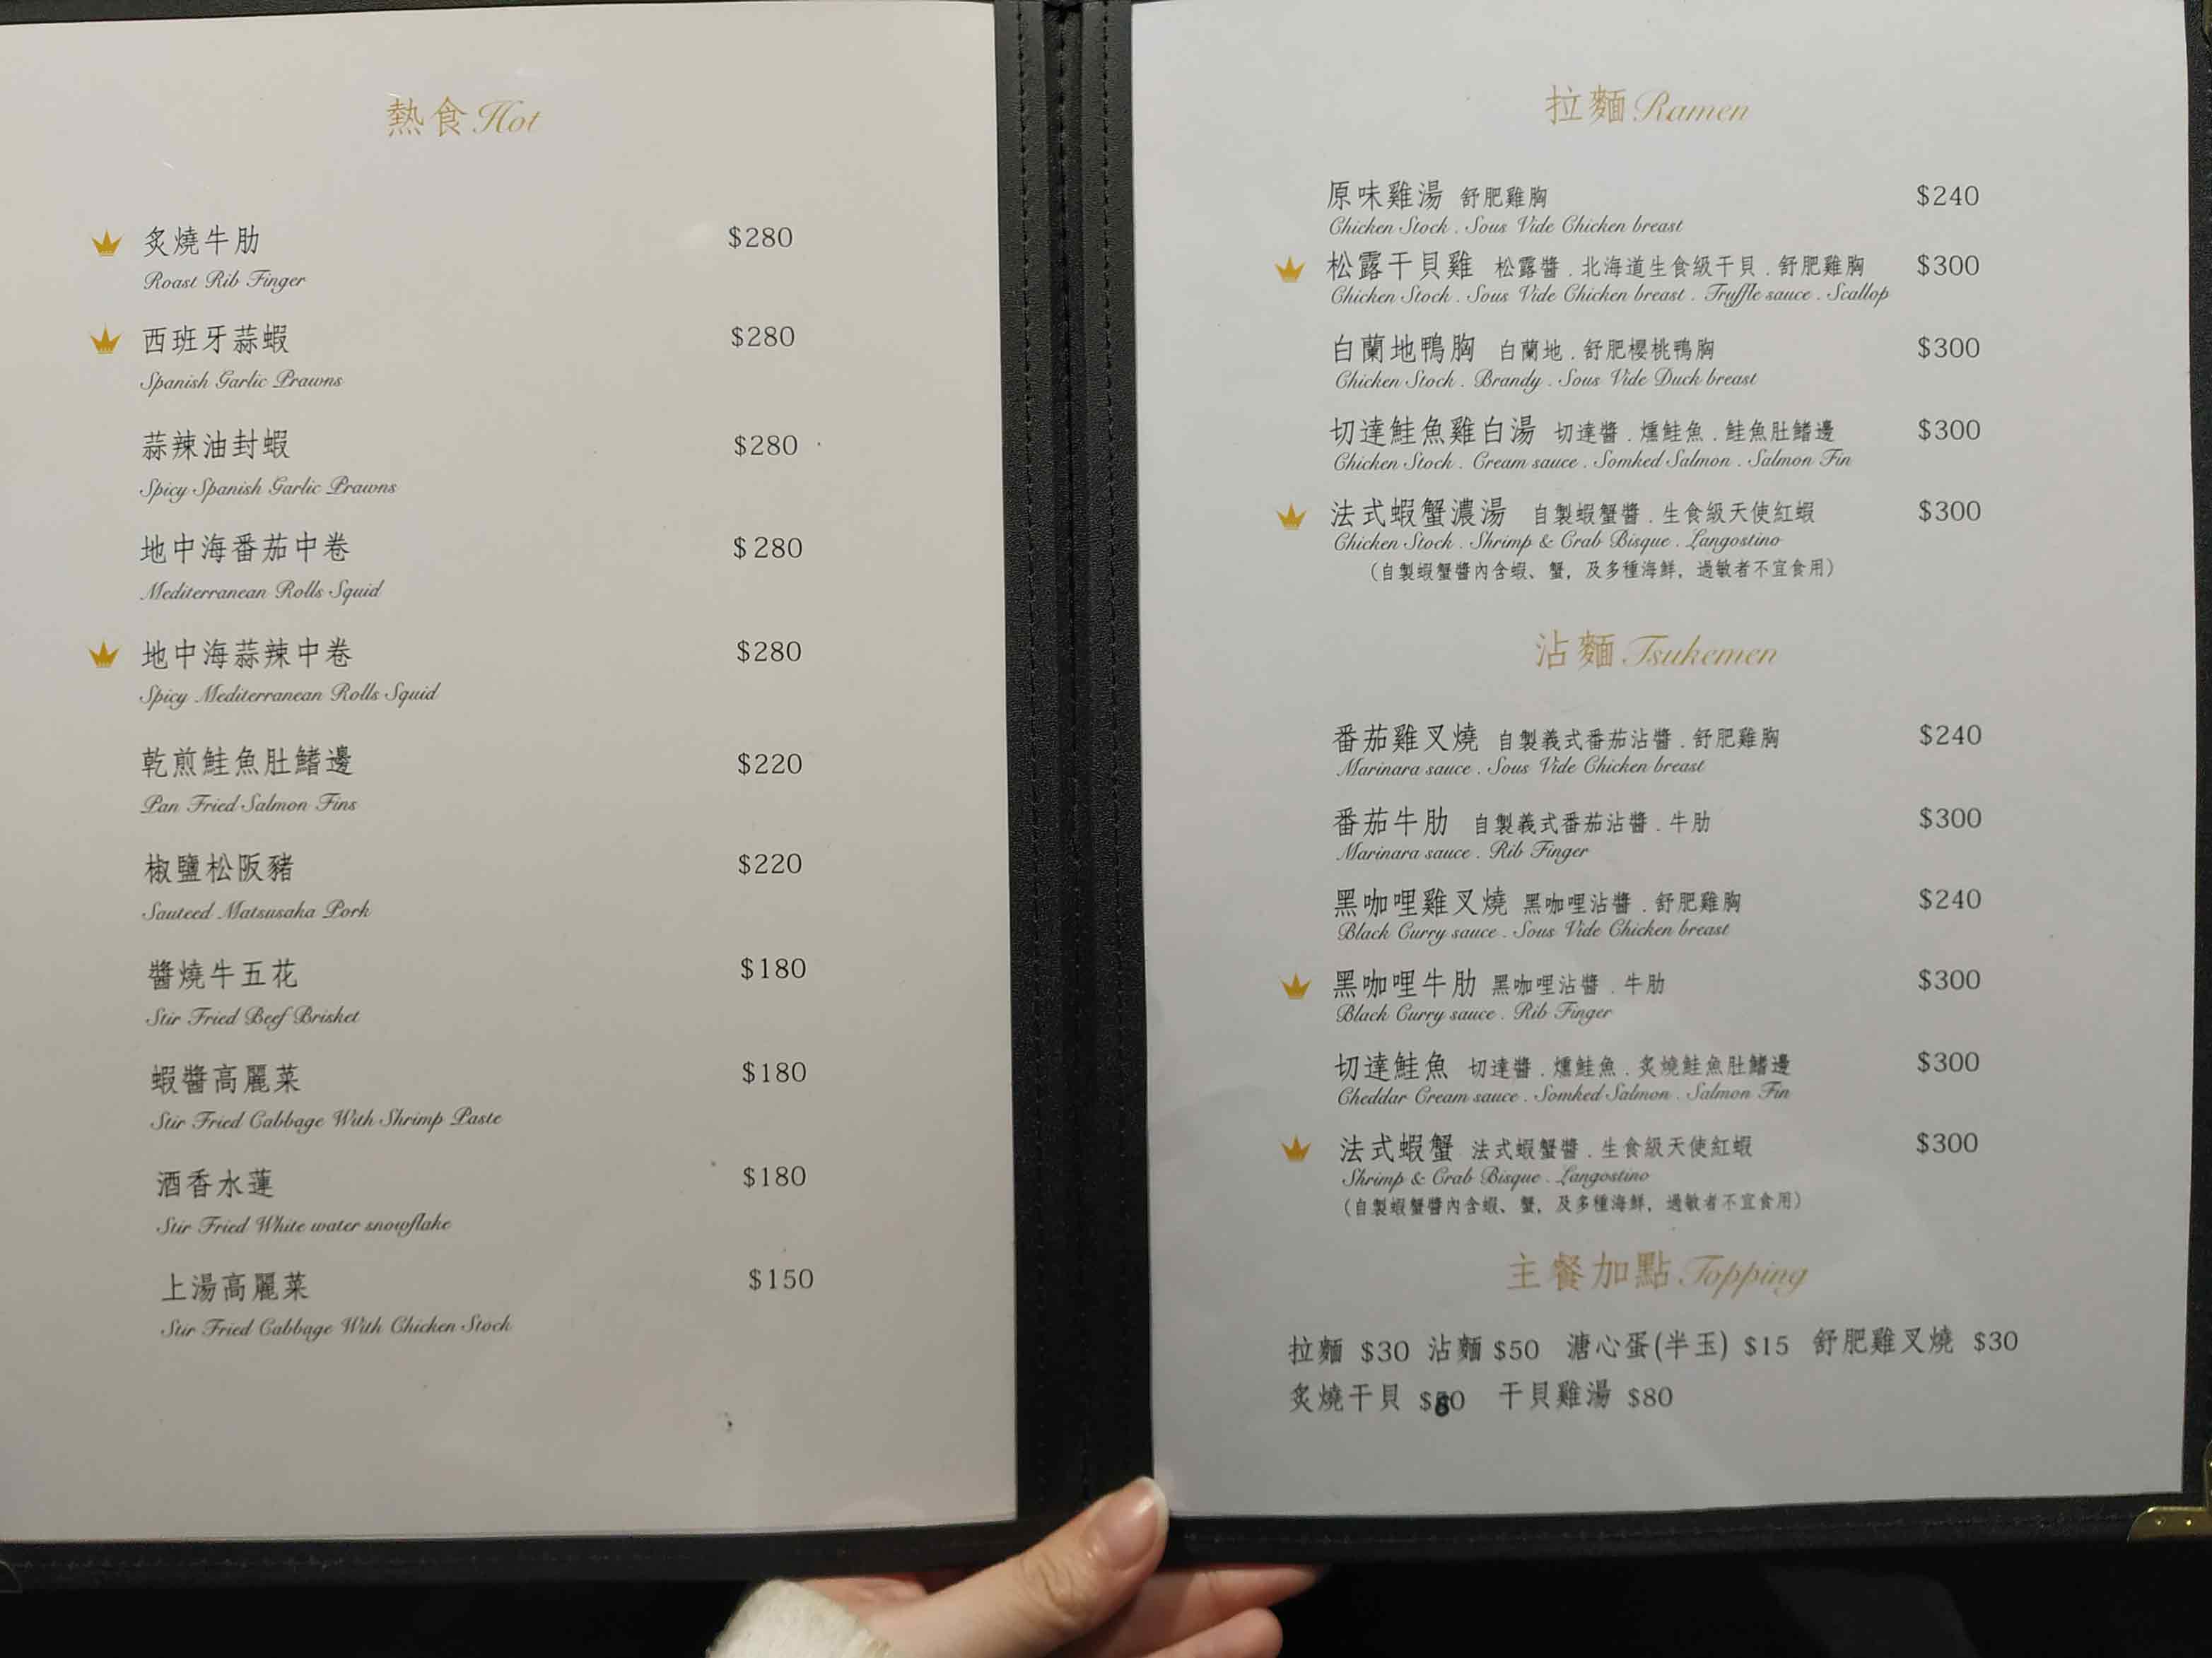 熱食 Hot
炙燒牛肋 $280
Roast Rib Finger
西班牙蒜蝦 $280
Spanish Garlic Prawns
蒜辣油封蝦 $280
Spicy Spanish Garlic Prawns
地中海番茄中卷 $280
Mediterranean Rolls Squid
地中海蒜辣中卷 $280
Spicy Mediterranean Rolls Squid
乾煎鮭魚肚鰭邊 $220
Pan Fried Salmon Fins
椒鹽松阪豬 $220
Sauteed Matsusaka Pork
醬燒牛五花 $180
Stir Fried Beef Brisket
蝦醬高麗菜 $180
Stir Fried Cabbage With Shrimp Paste
酒香水蓮 $180
Stir Fried White water snowflake
上湯高麗菜 $150
Stir Fried Cabbage With Chicken Stock
拉麵 Ramen
原味雞湯 舒肥雞胸 $240
Chicken Stock . Sous Vide Chicken breast
松露干貝雞 松露醬 . 北海道生食級干貝 . 舒肥雞胸 $300
Chicken Stock . Sous Vide Chicken breast . Truffle sauce . Scallop
白蘭地鴨胸 白蘭地 . 舒肥櫻桃鴨胸 $300
Chicken Stock . Brandy . Sous Vide Duck breast
切達鮭魚雞白湯 切達醬 . 燻鮭魚 . 鮭魚肚鰭邊 $300
Chicken Stock . Cream sauce . Somked Salmon . Salmon Fin
法式蝦蟹濃湯 自製蝦蟹醬 . 生食級天使紅蝦 $300
Chicken Stock . Shrimp & Crab Bisque . Langostino
(自製蝦蟹醬內含蝦、蟹，及多種海鮮，過敏者不宜食用)
沾麵 Tsukemen
番茄雞叉燒 自製義式番茄沾醬 . 舒肥雞胸 $240
Marinara sauce . Sous Vide Chicken breast
番茄牛肋 自製義式番茄沾醬 . 牛肋 $300
Marinara sauce . Rib Finger
黑咖哩雞叉燒 黑咖哩沾醬 . 舒肥雞胸 $240
Black Curry sauce . Sous Vide Chicken breast
黑咖哩牛肋 黑咖哩沾醬 . 牛肋 $300
Black Curry sauce . Rib Finger
切達鮭魚 切達醬 . 燻鮭魚 . 炙燒鮭魚肚鰭邊 $300
Cheddar Cream sauce . Somked Salmon . Salmon Fin
法式蝦蟹 法式蝦蟹醬 . 生食級天使紅蝦 $300
Shrimp & Crab Bisque . Langostino
(自製蝦蟹醬內含蝦、蟹，及多種海鮮，過敏者不宜食用)
主餐加點 Topping
拉麵 $30 沾麵 $50 溏心蛋(半玉) $15 舒肥雞叉燒 $30
炙燒干貝 干貝雞湯 $80